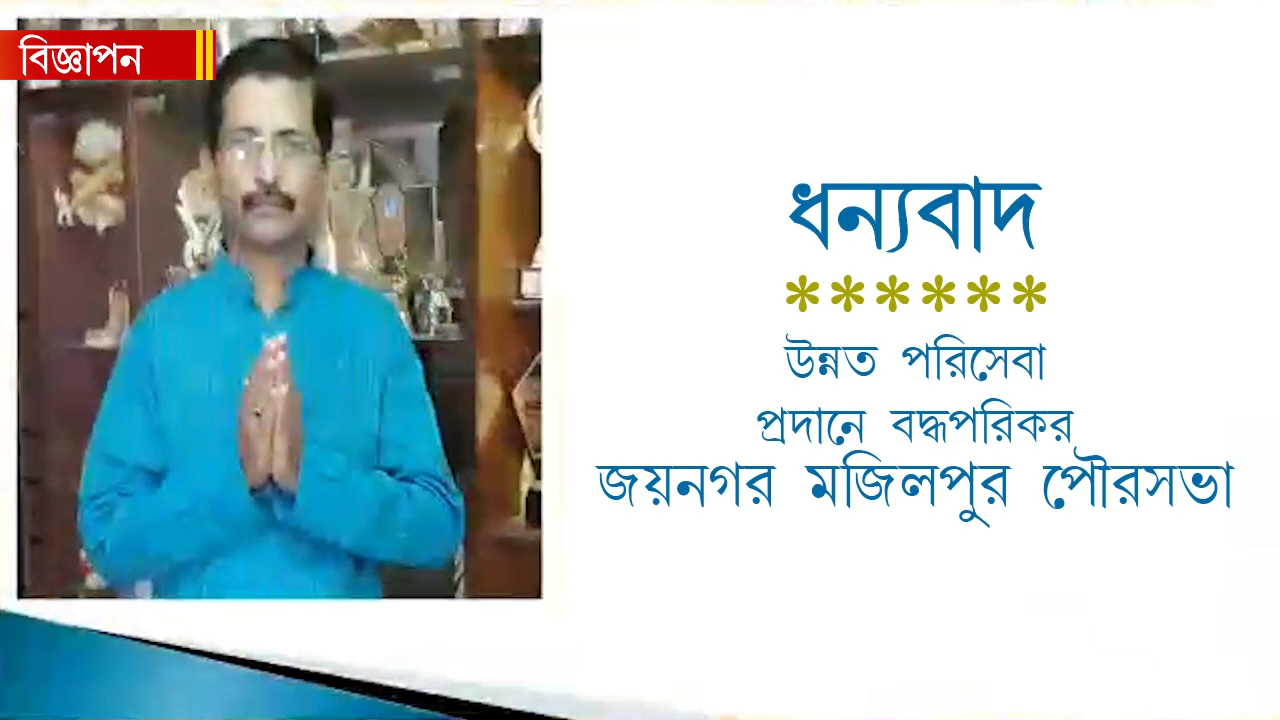 বিজ্ঞাপন
ধন্যবাদ
******
উন্নত পরিসেবা
প্রদানে বদ্ধপরিকর
জয়নগর মজিলপুর পৌরসভা